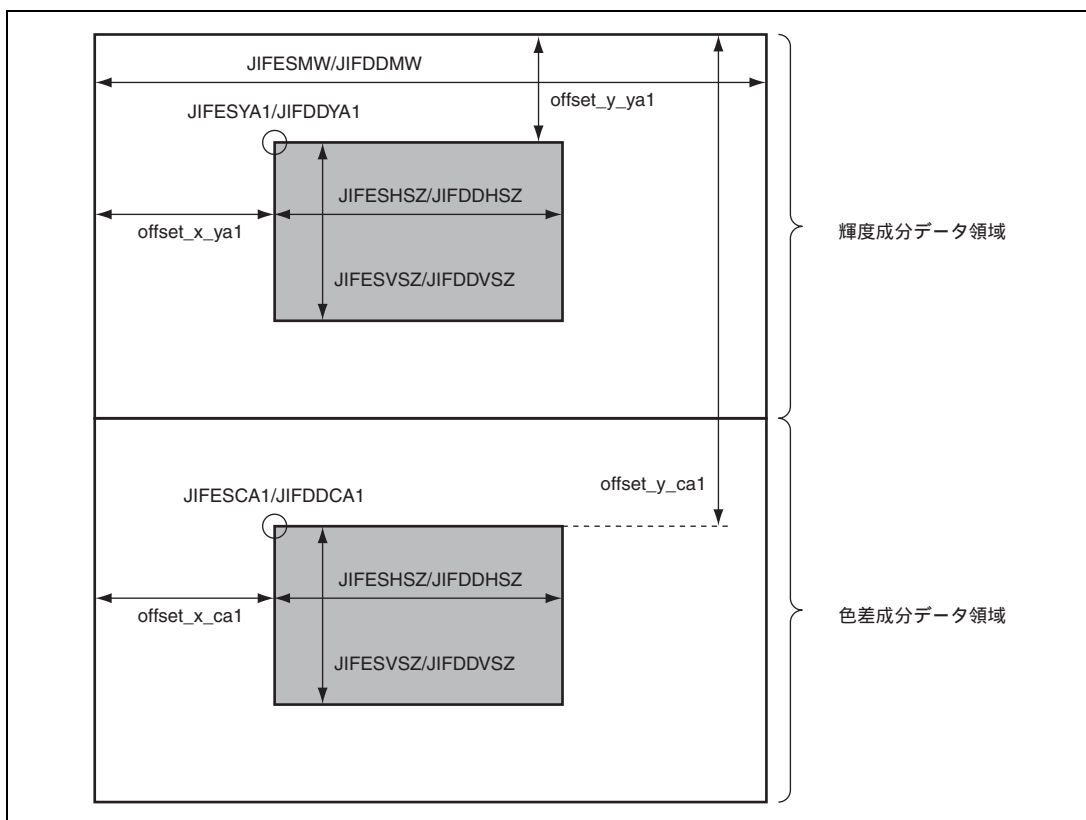 JIFESMW/JIFDDMW
offset_y_ya1
JIFESYA1/JIFDDYA1
JIFESHSZ/JIFDDHSZ
offset_x_ya1
輝度成分データ領域
JIFESVSZ/JIFDDVSZ
offset_y_ca1
JIFESCA1/JIFDDCA1
JIFESHSZ/JIFDDHSZ
offset_x_ca1
色差成分データ領域
JIFESVSZ/JIFDDVSZ